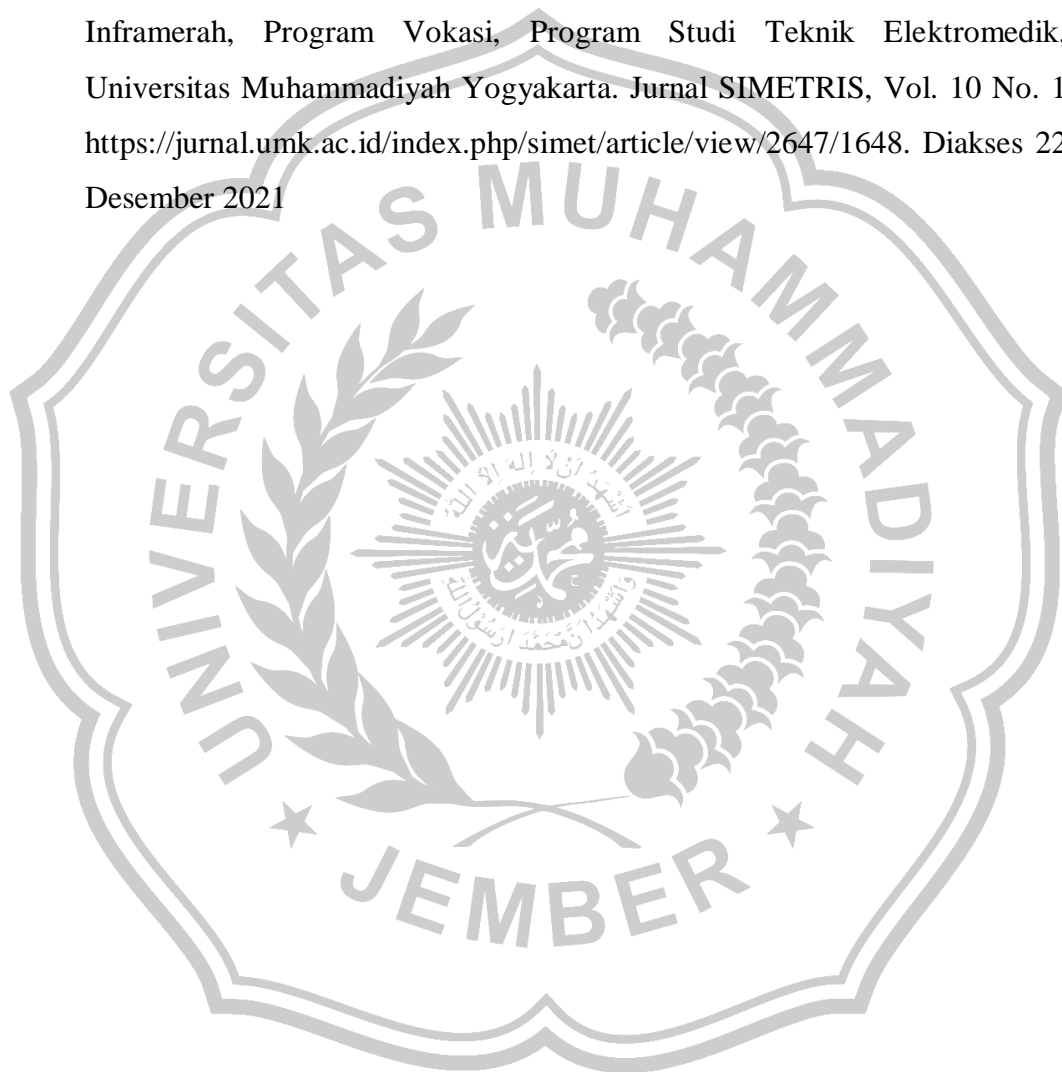 Inframerah, Program Vokasi, Program Studi Teknik Elektromedik,
Universitas Muhammadiyah Yogyakarta. Jurnal SIMETRIS, Vol. 10 No. 1
https://jurnal.umk.ac.id/index.php/simet/article/view/2647/1648. Diakses 22
Desember 2021
UNIVERSITAS MUHAMMADIYAH
JEMBER